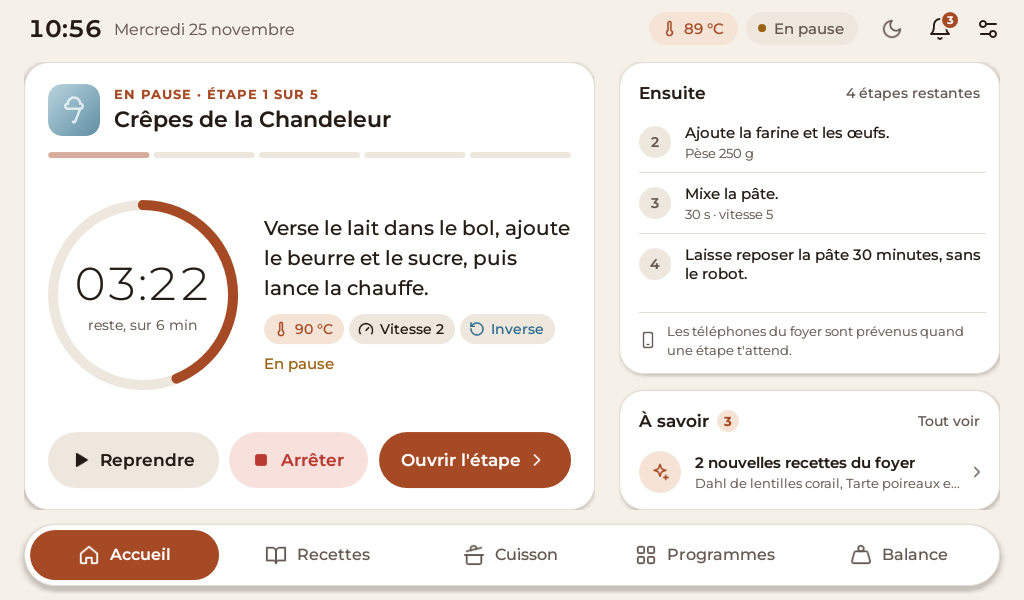 10:56 Mercredi 25 novembre
89 °C
En pause
3
EN PAUSE · ÉTAPE 1 SUR 5
Crêpes de la Chandeleur
03:22
reste, sur 6 min
Verse le lait dans le bol, ajoute
le beurre et le sucre, puis
lance la chauffe.
90 °C
Vitesse 2
Inverse
En pause
Reprendre
Arrêter
Ouvrir l'étape
Ensuite
4 étapes restantes
2
Ajoute la farine et les œufs.
Pèse 250 g
3
Mixe la pâte.
30 s · vitesse 5
4
Laisse reposer la pâte 30 minutes, sans
le robot.
Les téléphones du foyer sont prévenus quand
une étape t'attend.
À savoir 3
Tout voir
2 nouvelles recettes du foyer
Dahl de lentilles corail, Tarte poireaux e...
Accueil
Recettes
Cuisson
Programmes
Balance